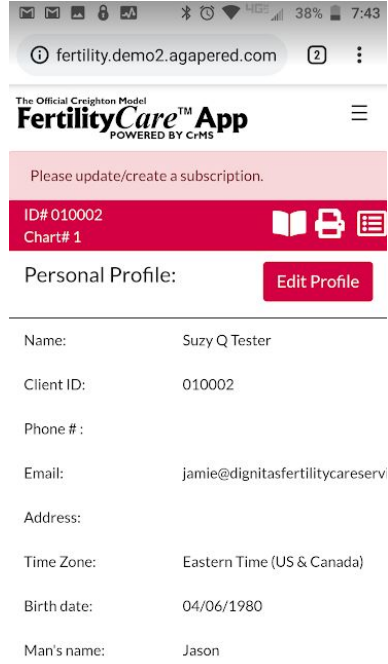 4GE 38% 7:43
fertility.demo2.agapered.com 2
The Official Creighton Model
FertilityCare™ App
POWERED BY CrMS
Please update/create a subscription.
ID# 010002
Chart# 1
Personal Profile:
Edit Profile
Name: Suzy Q Tester
Client ID: 010002
Phone # :
Email: jamie@dignitasfertilitycareservi
Address:
Time Zone: Eastern Time (US & Canada)
Birth date: 04/06/1980
Man's name: Jason